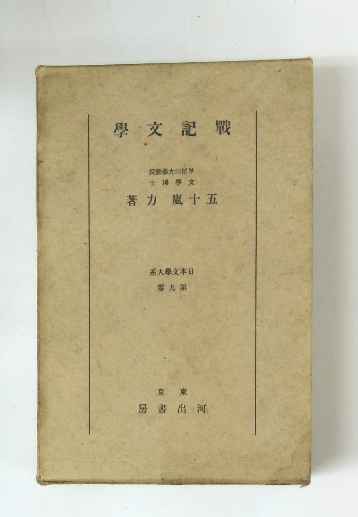 戰記文學
早稻田大學教授
文學博士
五十嵐力著
日本文學大系
第九卷
東京
河出書房